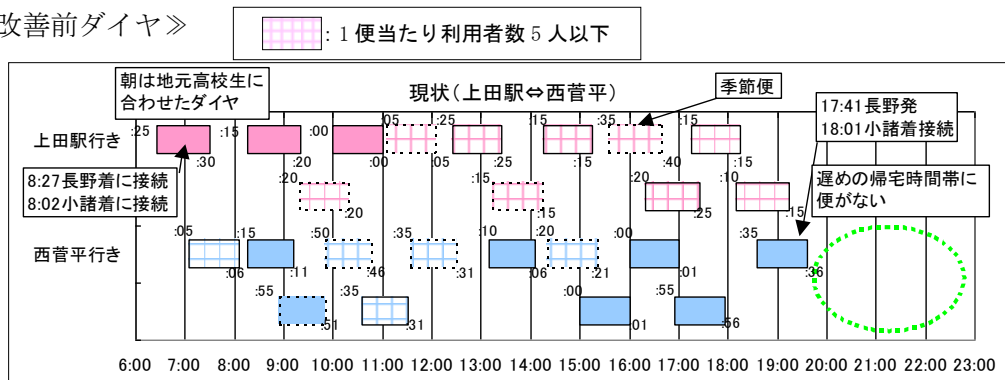 改善前ダイヤ≫
:1便当たり利用者数5人以下
現状(上田駅⇔西菅平)
朝は地元高校生に
合わせたダイヤ
季節便
17:41長野発
18:01小諸着接続
:25 :15 :00 :05 :25 :15 :35 :15
上田駅行き
:30 :20 :00 :05 :25 :15 :40 :15
8:27長野着に接続
8:02小諸着に接続
遅めの帰宅時間帯に
便がない
:20 :15 :20 :10
:20 :15 :25 :15
:05 :15 :50 :35 :10 :20 :00 :35
西菅平行き
:06 :11 :46 :31 :06 :21 :01 :36
:55 :35 :00 :55
:51 :31 :01 :56
6:00 7:00 8:00 9:00 10:00 11:00 12:00 13:00 14:00 15:00 16:00 17:00 18:00 19:00 20:00 21:00 22:00 23:00